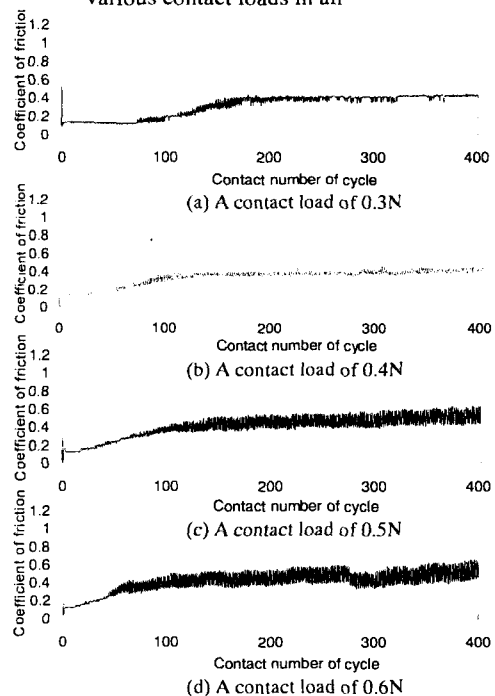 various contact loads in air
Coefficient of friction
1.2
1
0.8
0.6
0.4
0.2
0
0 100 200 300 400
Contact number of cycle
(a) A contact load of 0.3N
Coefficient of friction
1.2
1
0.8
0.6
0.4
0.2
0
0 100 200 300 400
Contact number of cycle
(b) A contact load of 0.4N
Coefficient of friction
1.2
1
0.8
0.6
0.4
0.2
0
0 100 200 300 400
Contact number of cycle
(c) A contact load of 0.5N
Coefficient of friction
1.2
1
0.8
0.6
0.4
0.2
0
0 100 200 300 400
Contact number of cycle
(d) A contact load of 0.6N